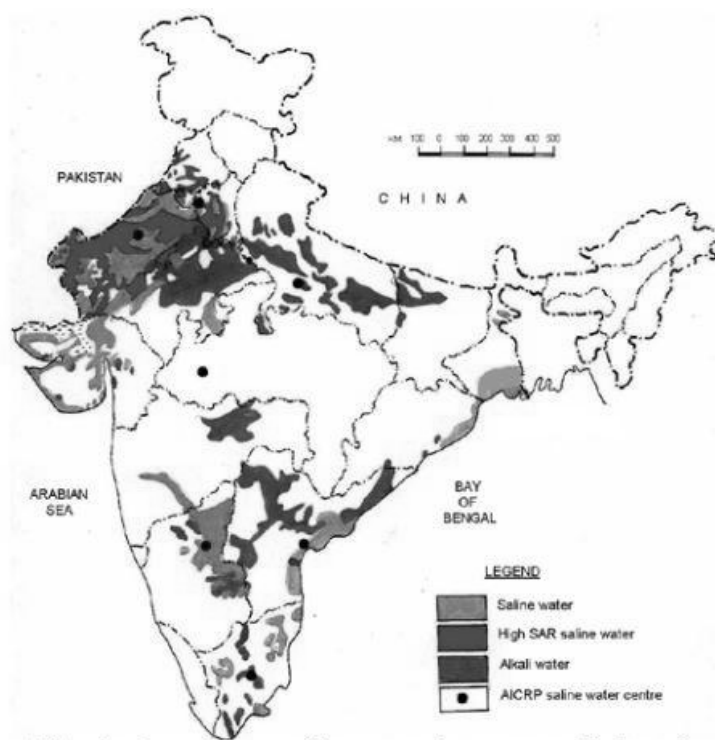 KM. 100 0 100 200 300 400 500
PAKISTAN
C H I N A
ARABIAN
SEA
BAY
OF
BENGAL
LEGEND
Saline water
High SAR saline water
Alkali water
AICRP saline water centre